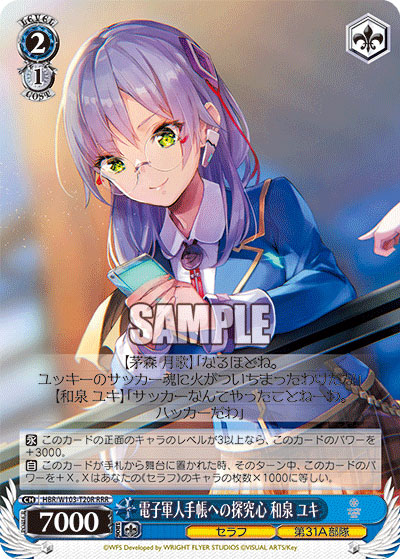 LEVEL
2
1
COST
SAMPLE
【茅森 月歌】「なるほどね。
ユッキーのサッカー魂に火がついちまったわけだな」
【和泉 ユキ】「サッカーなんてやったことねーわ。
ハッカーだわ」
永 このカードの正面のキャラのレベルが3以上なら、このカードのパワーを
+3000。
自 このカードが手札から舞台に置かれた時、そのターン中、このカードの
パワーを+X。Xはあなたの《セラフ》のキャラの枚数×1000に等しい。
CH HBR/W103-T20R RRR
7000
電子軍人手帳への探究心 和泉 ユキ
セラフ 第31A部隊
©WFS Developed by WRIGHT FLYER STUDIOS ©VISUAL ARTS/Key